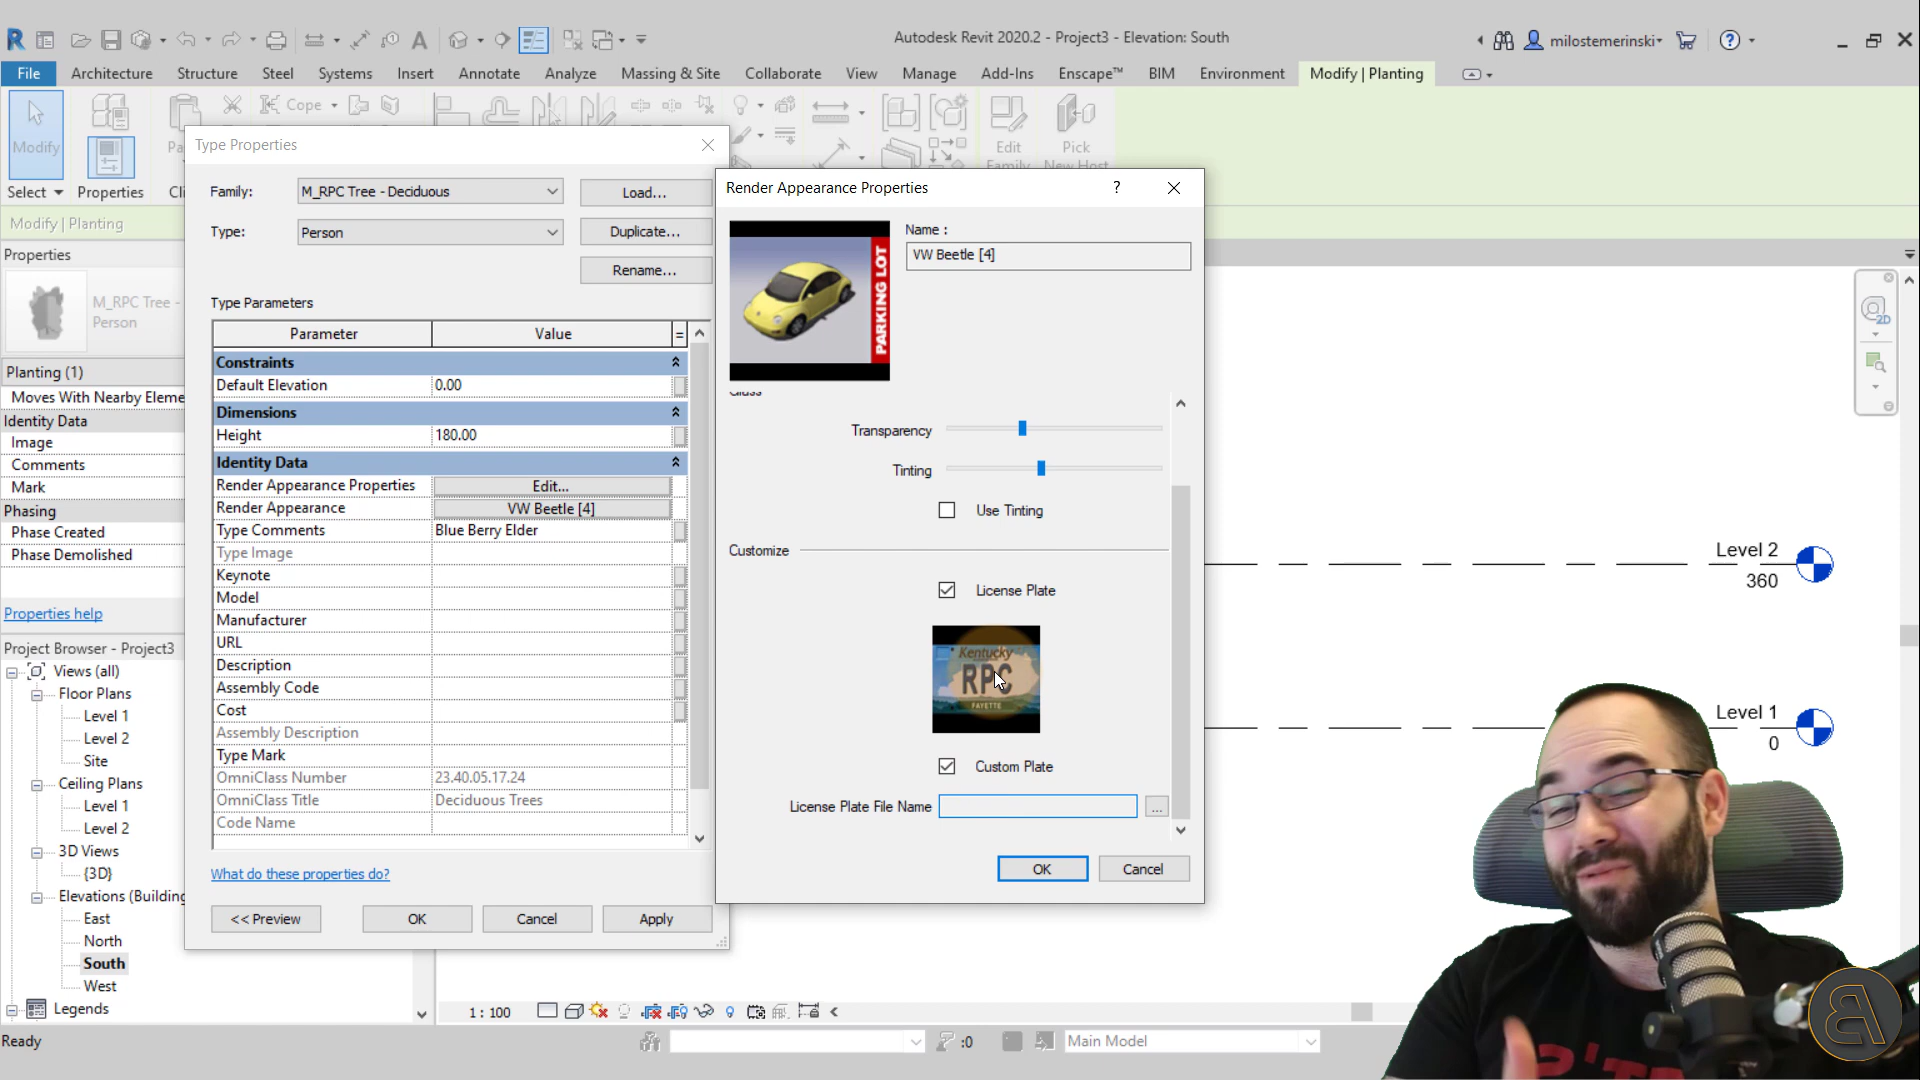 Autodesk Revit 2020.2 - Project3 - Elevation: South
milostemerinski
File
Architecture
Structure
Steel
Systems
Insert
Annotate
Analyze
Massing & Site
Collaborate
View
Manage
Add-Ins
Enscape™
BIM
Environment
Modify | Planting
Modify
Cope
Edit
Family
Pick
New Host
Select
Properties
Modify | Planting
Properties
M_RPC Tree -
Person
Planting (1)
Moves With Nearby Eleme
Identity Data
Image
Comments
Mark
Phasing
Phase Created
Phase Demolished
Properties help
Project Browser - Project3
Views (all)
Floor Plans
Level 1
Level 2
Site
Ceiling Plans
Level 1
Level 2
3D Views
{3D}
Elevations (Building
East
North
South
West
Legends
Ready
Type Properties
Family:
M_RPC Tree - Deciduous
Load...
Type:
Person
Duplicate...
Rename...
Type Parameters
Parameter
Value
=
Constraints
Default Elevation
0.00
Dimensions
Height
180.00
Identity Data
Render Appearance Properties
Edit...
Render Appearance
VW Beetle [4]
Type Comments
Blue Berry Elder
Type Image
Keynote
Model
Manufacturer
URL
Description
Assembly Code
Cost
Assembly Description
Type Mark
OmniClass Number
23.40.05.17.24
OmniClass Title
Deciduous Trees
Code Name
What do these properties do?
<< Preview
OK
Cancel
Apply
Render Appearance Properties
?
PARKING LOT
Name :
VW Beetle [4]
Transparency
Tinting
Use Tinting
Customize
License Plate
Kentucky
RPC
FAYETTE
Custom Plate
License Plate File Name
...
OK
Cancel
2D
Level 2
360
Level 1
0
1 : 100
:0
Main Model